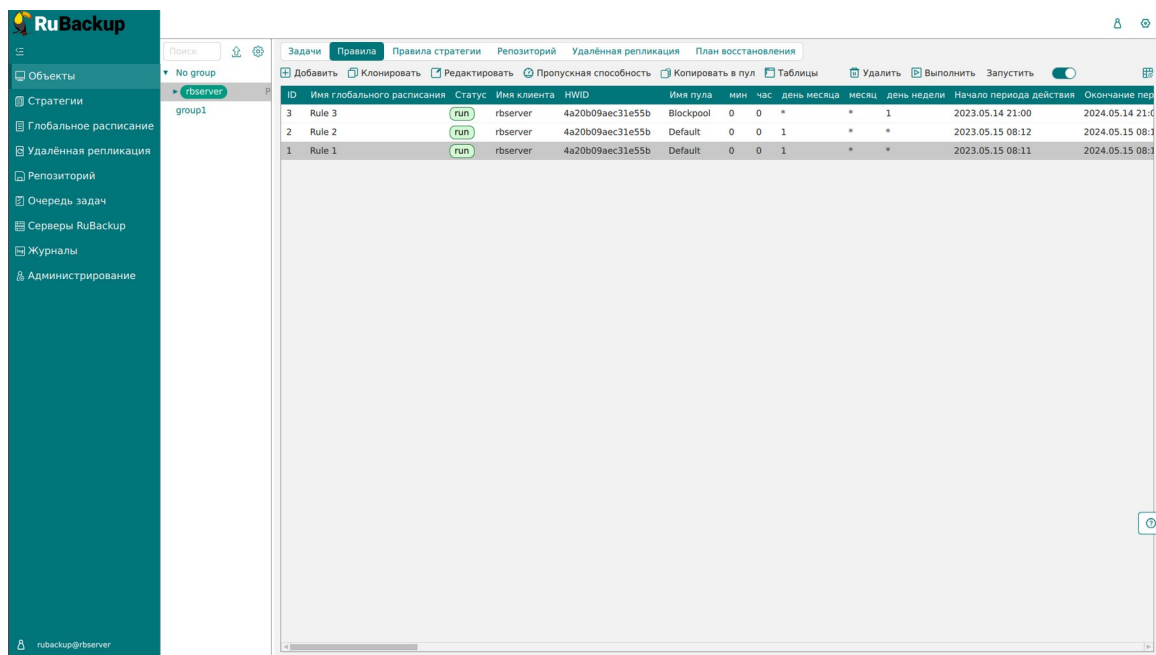 RuBackup
Объекты
Стратегии
Глобальное расписание
Удалённая репликация
Репозиторий
Очередь задач
Серверы RuBackup
Журналы
Администрирование
rubackup@rbserver
Поиск
No group
rbserver P
group1
Задачи Правила Правила стратегии Репозиторий Удалённая репликация План восстановления
Добавить Клонировать Редактировать Пропускная способность Копировать в пул Таблицы Удалить Выполнить Запустить
ID Имя глобального расписания Статус Имя клиента HWID Имя пула мин час день месяца месяц день недели Начало периода действия Окончание пер
3 Rule 3 run rbserver 4a20b09aec31e55b Blockpool 0 0 * * 1 2023.05.14 21:00 2024.05.14 21:0
2 Rule 2 run rbserver 4a20b09aec31e55b Default 0 0 1 * * 2023.05.15 08:12 2024.05.15 08:1
1 Rule 1 run rbserver 4a20b09aec31e55b Default 0 0 1 * * 2023.05.15 08:11 2024.05.15 08:1